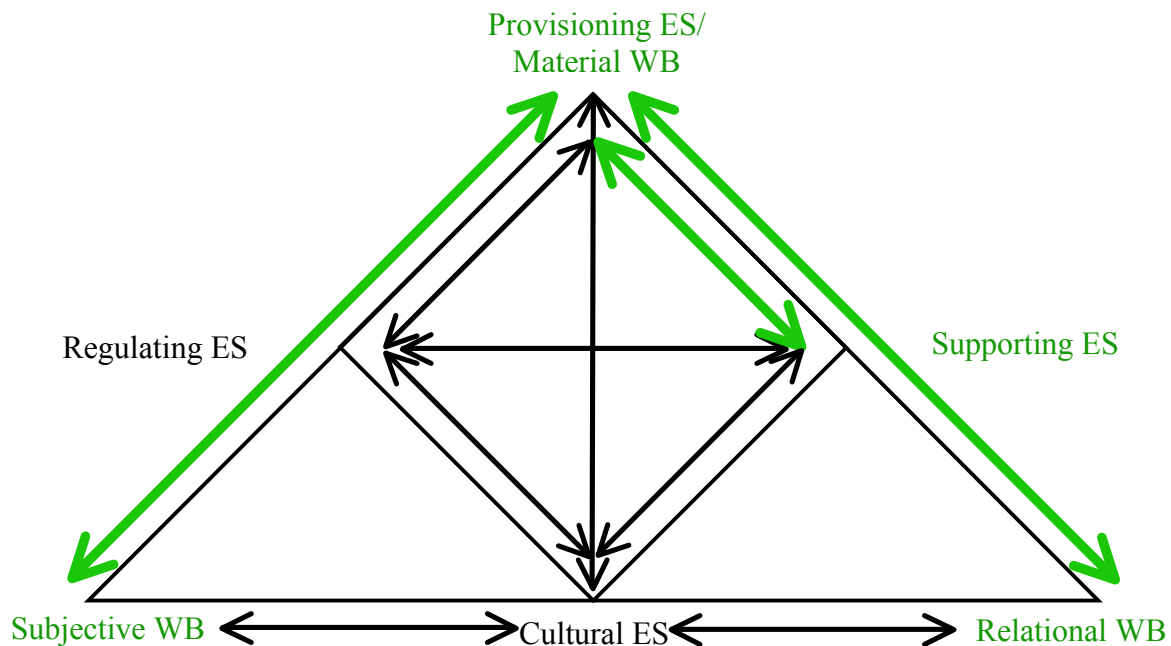 Provisioning ES/
Material WB
Regulating ES
Supporting ES
Subjective WB
Cultural ES
Relational WB